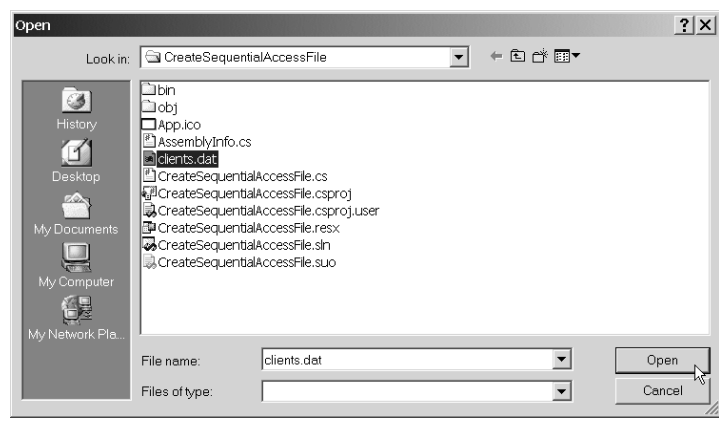 Open
Look in: CreateSequentialAccessFile
History
Desktop
My Documents
My Computer
My Network Pla...
bin
obj
App.ico
AssemblyInfo.cs
clients.dat
CreateSequentialAccessFile.cs
CreateSequentialAccessFile.csproj
CreateSequentialAccessFile.csproj.user
CreateSequentialAccessFile.resx
CreateSequentialAccessFile.sln
CreateSequentialAccessFile.suo
File name: clients.dat Open
Files of type: Cancel